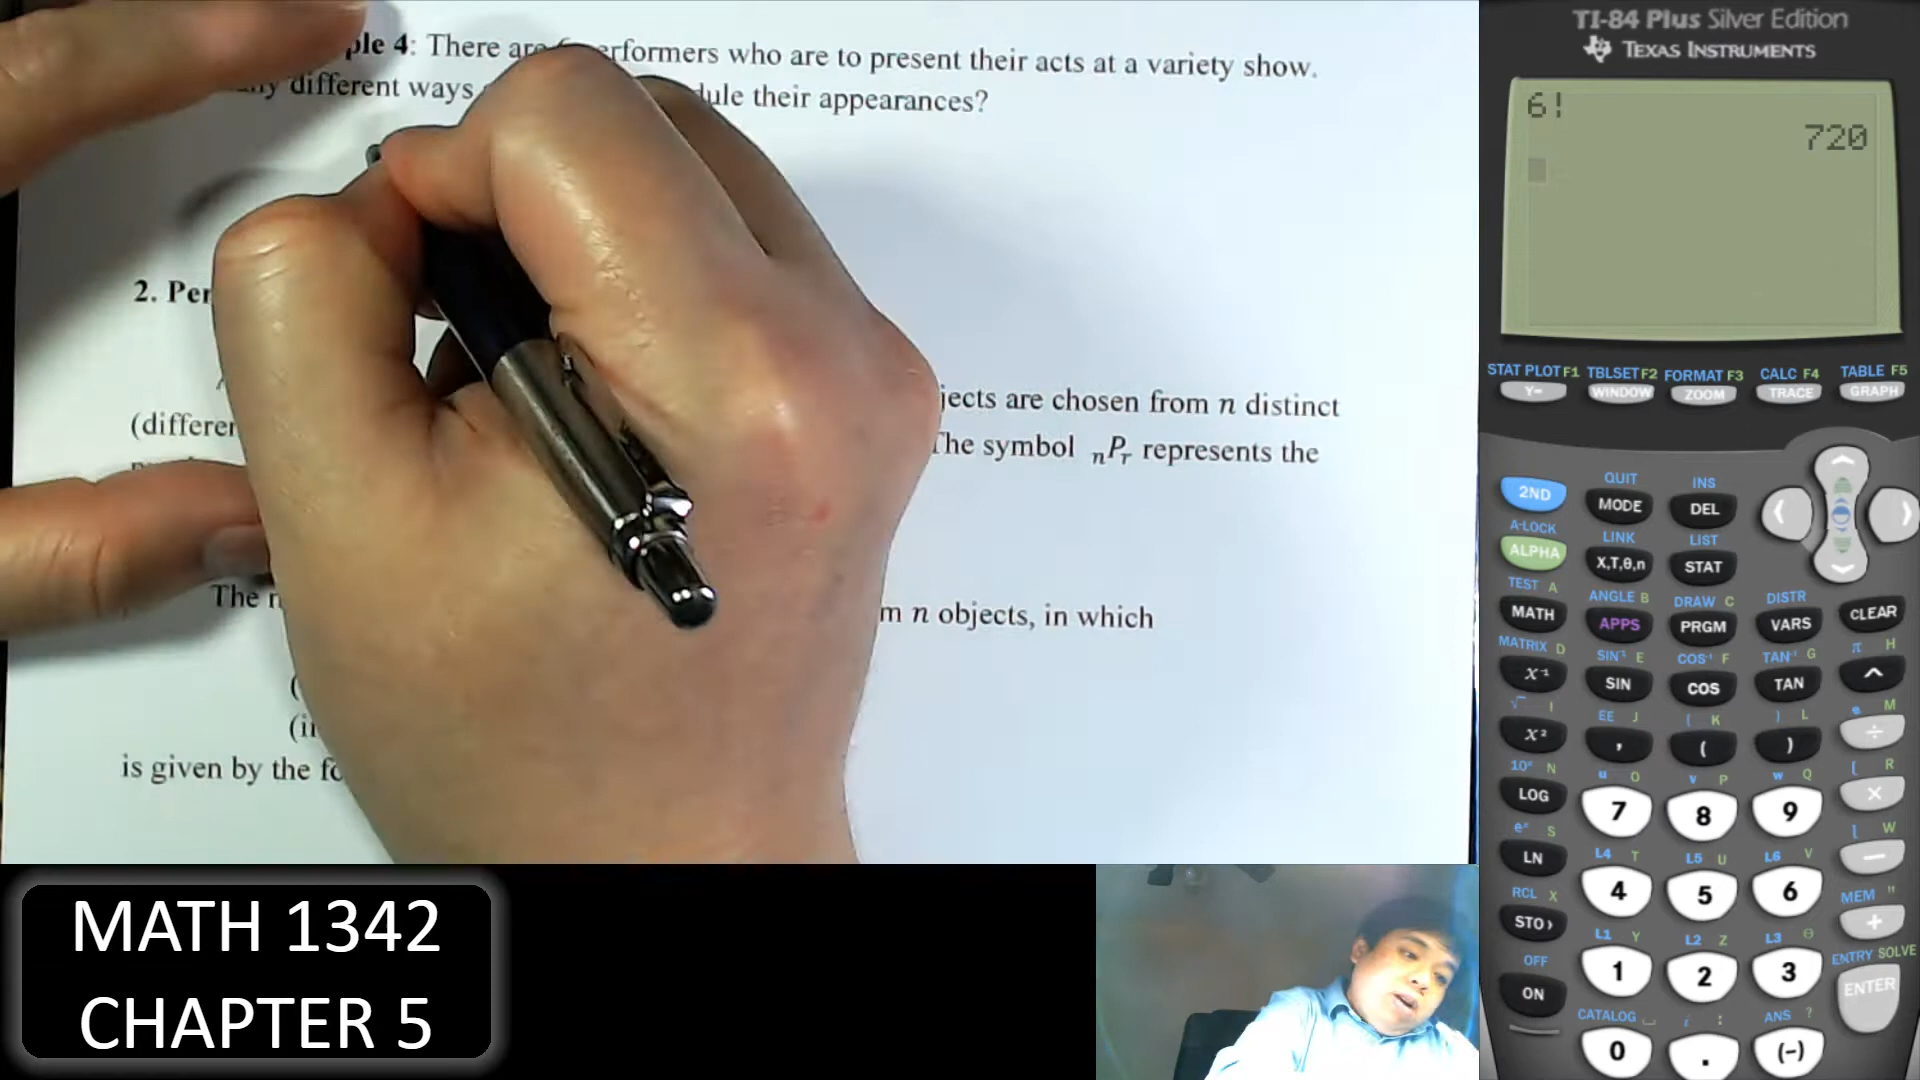 ple 4: There are performers who are to present their acts at a variety show.
different ways dule their appearances?
2. Per
jects are chosen from n distinct
(differen The symbol nPr represents the
The n m n objects, in which
(
(i
is given by the fo
MATH 1342
CHAPTER 5
TI-84 Plus Silver Edition
TEXAS INSTRUMENTS
6!
720
STAT PLOT F1 TBLSET F2 FORMAT F3 CALC F4 TABLE F5
Y= WINDOW ZOOM TRACE GRAPH
QUIT INS
2ND MODE DEL
A-LOCK LINK LIST
ALPHA X,T,θ,n STAT
TEST A ANGLE B DRAW C DISTR
MATH APPS PRGM VARS CLEAR
MATRIX D SIN⁻¹ E COS⁻¹ F TAN⁻¹ G π H
x⁻¹ SIN COS TAN ^
√ I EE J { K } L e M
x² , ( ) ÷
10ˣ N u O v P w Q [ R
LOG 7 8 9 ×
eˣ S L4 T L5 U L6 V ] W
LN 4 5 6 −
RCL X L1 Y L2 Z L3 θ MEM "
STO› 1 2 3 +
OFF CATALOG ⎵ i : ANS ? ENTRY SOLVE
ON 0 . (−) ENTER